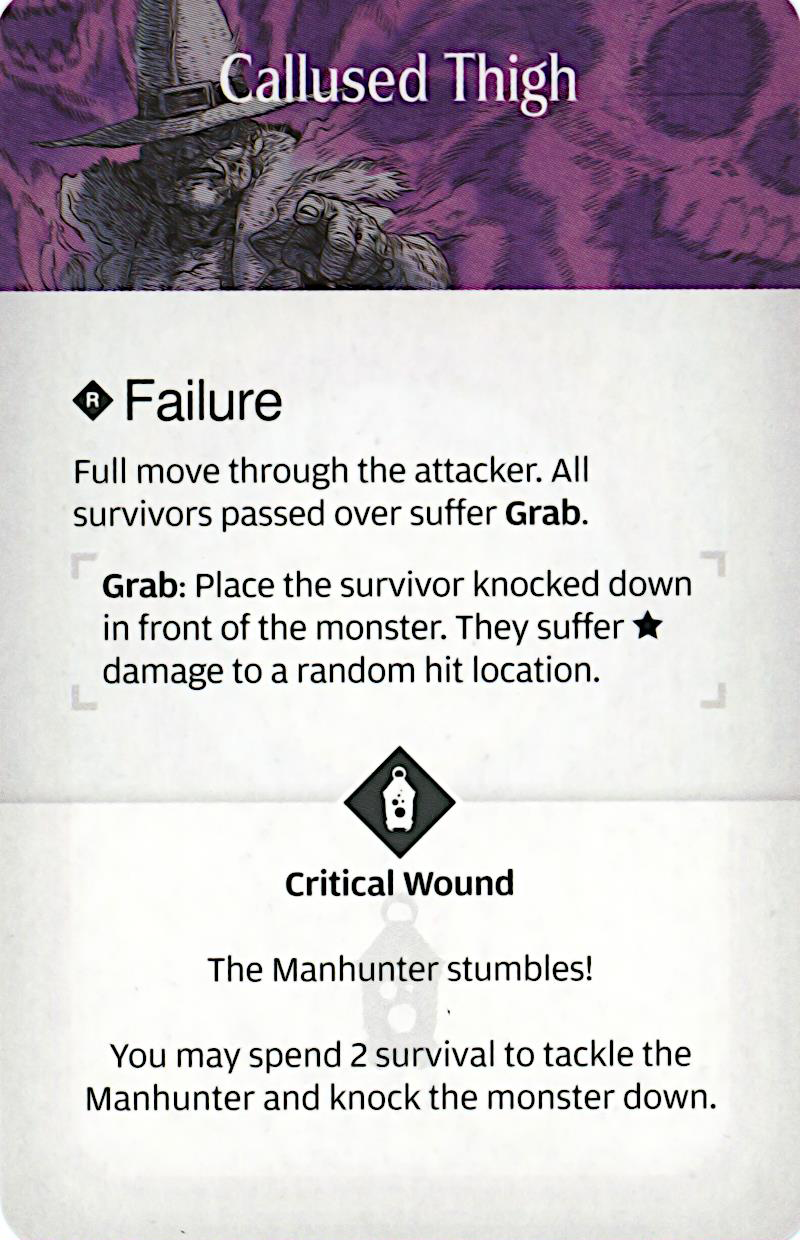 Callused Thigh
R Failure
Full move through the attacker. All
survivors passed over suffer Grab.
Grab: Place the survivor knocked down
in front of the monster. They suffer ★
damage to a random hit location.
Critical Wound
The Manhunter stumbles!
You may spend 2 survival to tackle the
Manhunter and knock the monster down.